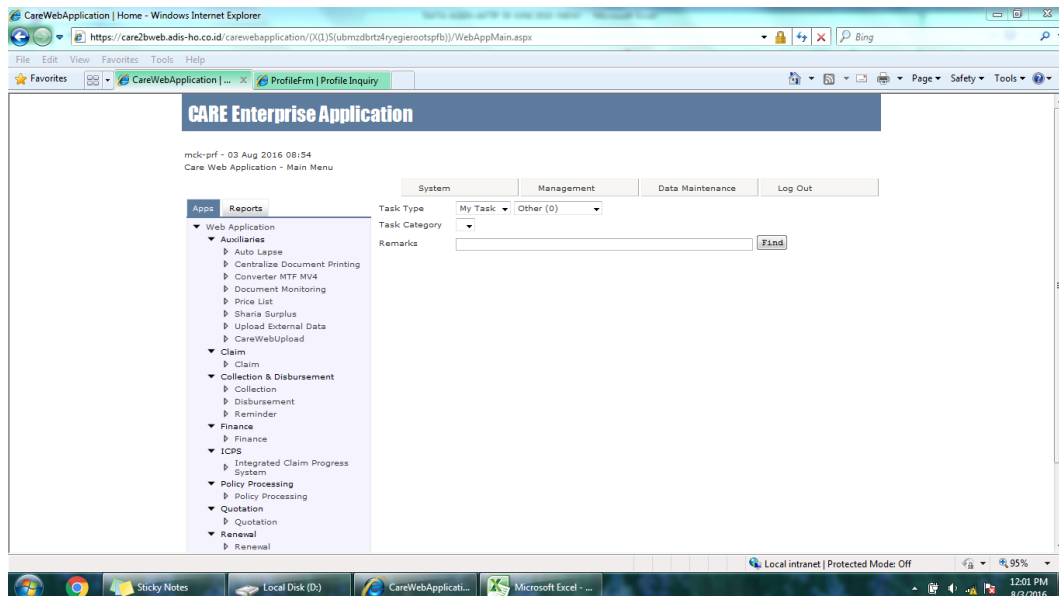 CareWebApplication | Home - Windows Internet Explorer
https://care2bweb.adis-ho.co.id/carewebapplication/(X(1)S(ubmzdbrtz4ryegierootspfb))/WebAppMain.aspx
Bing
File Edit View Favorites Tools Help
Favorites CareWebApplication | ... ProfileFrm | Profile Inquiry Page Safety Tools
CARE Enterprise Application
mck-prf - 03 Aug 2016 08:54
Care Web Application - Main Menu
System Management Data Maintenance Log Out
Apps Reports
Task Type My Task Other (0)
Task Category
Remarks Find
Web Application
Auxiliaries
Auto Lapse
Centralize Document Printing
Converter MTF MV4
Document Monitoring
Price List
Sharia Surplus
Upload External Data
CareWebUpload
Claim
Claim
Collection & Disbursement
Collection
Disbursement
Reminder
Finance
Finance
ICPS
Integrated Claim Progress
System
Policy Processing
Policy Processing
Quotation
Quotation
Renewal
Renewal
Local intranet | Protected Mode: Off 95%
Sticky Notes Local Disk (D:) CareWebApplicati... Microsoft Excel - ... 12:01 PM
8/3/2016